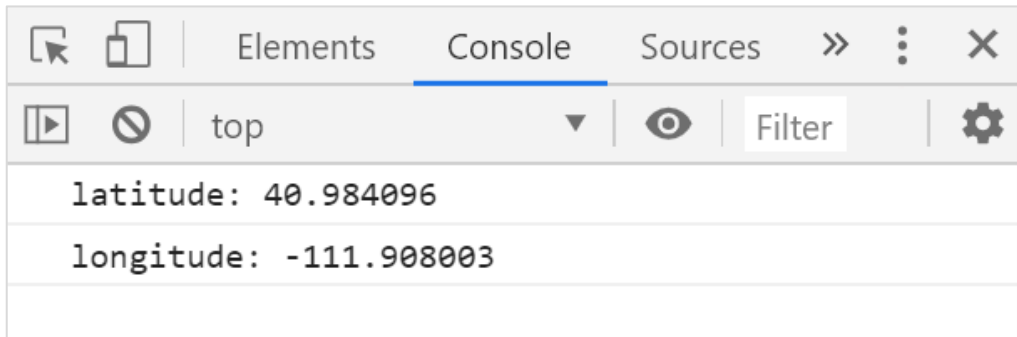 Elements Console Sources
top Filter
latitude: 40.984096
longitude: -111.908003